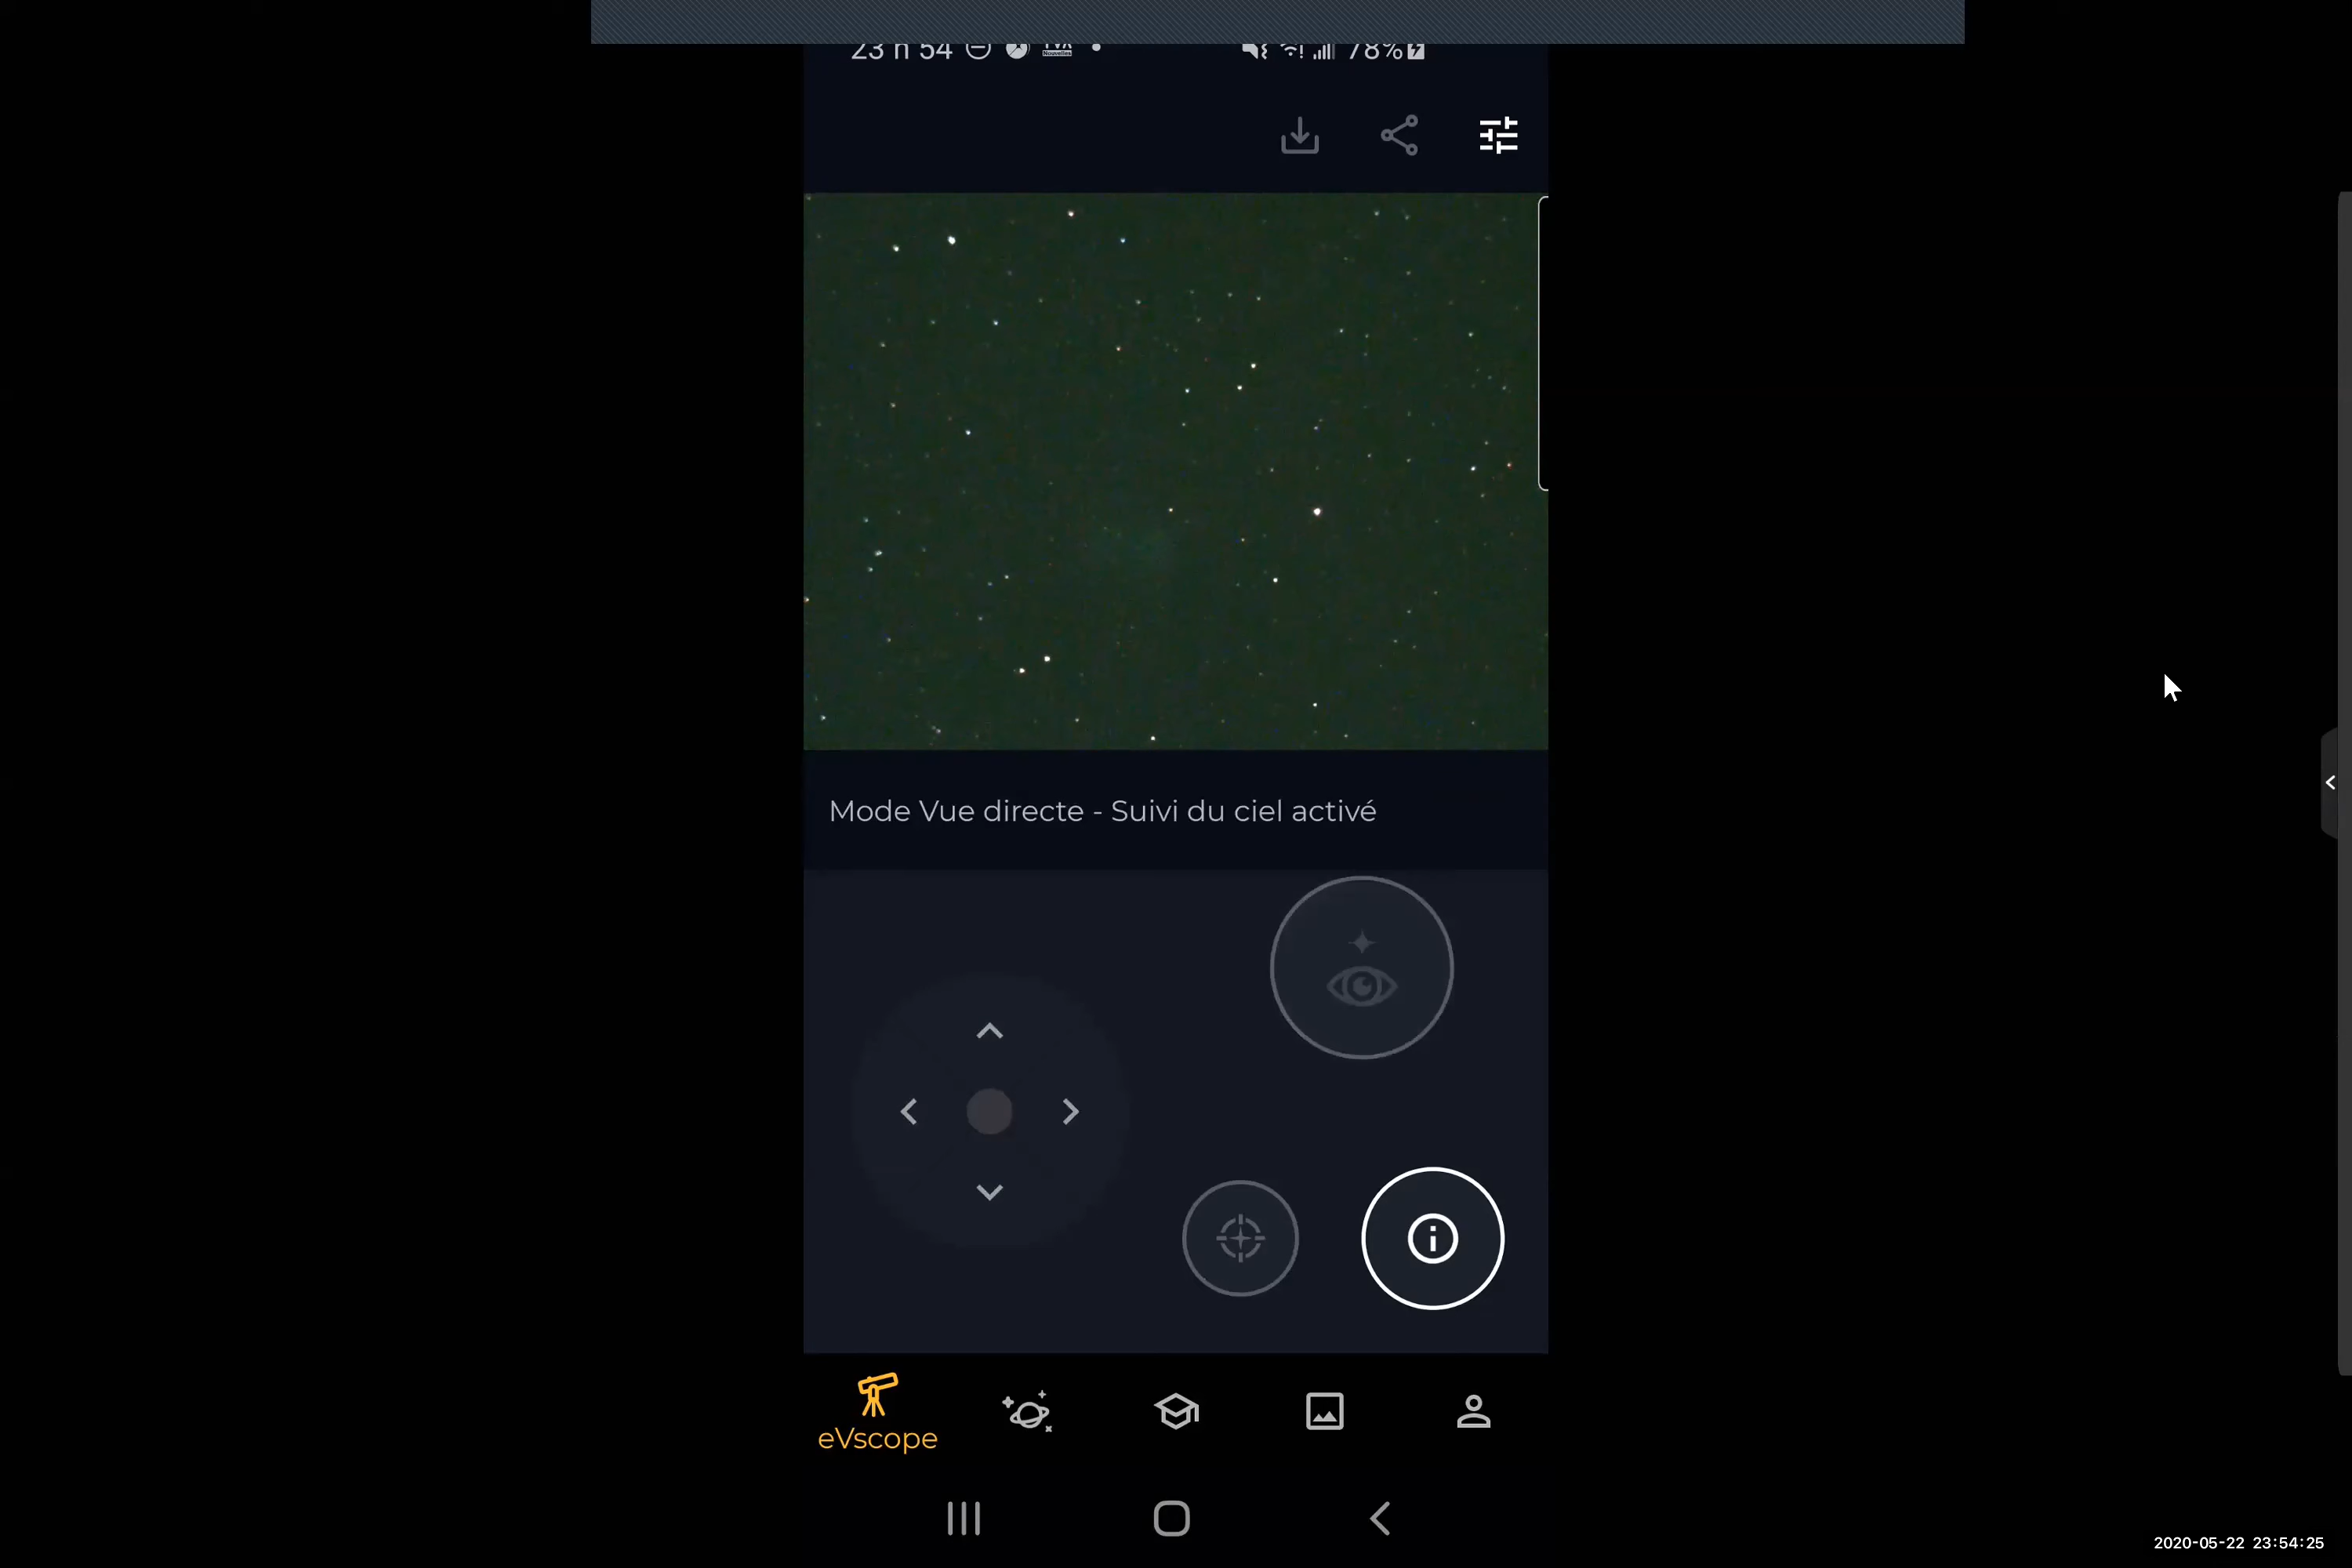 23 h 54 78%
Mode Vue directe - Suivi du ciel activé
eVscope
2020-05-22 23:54:25